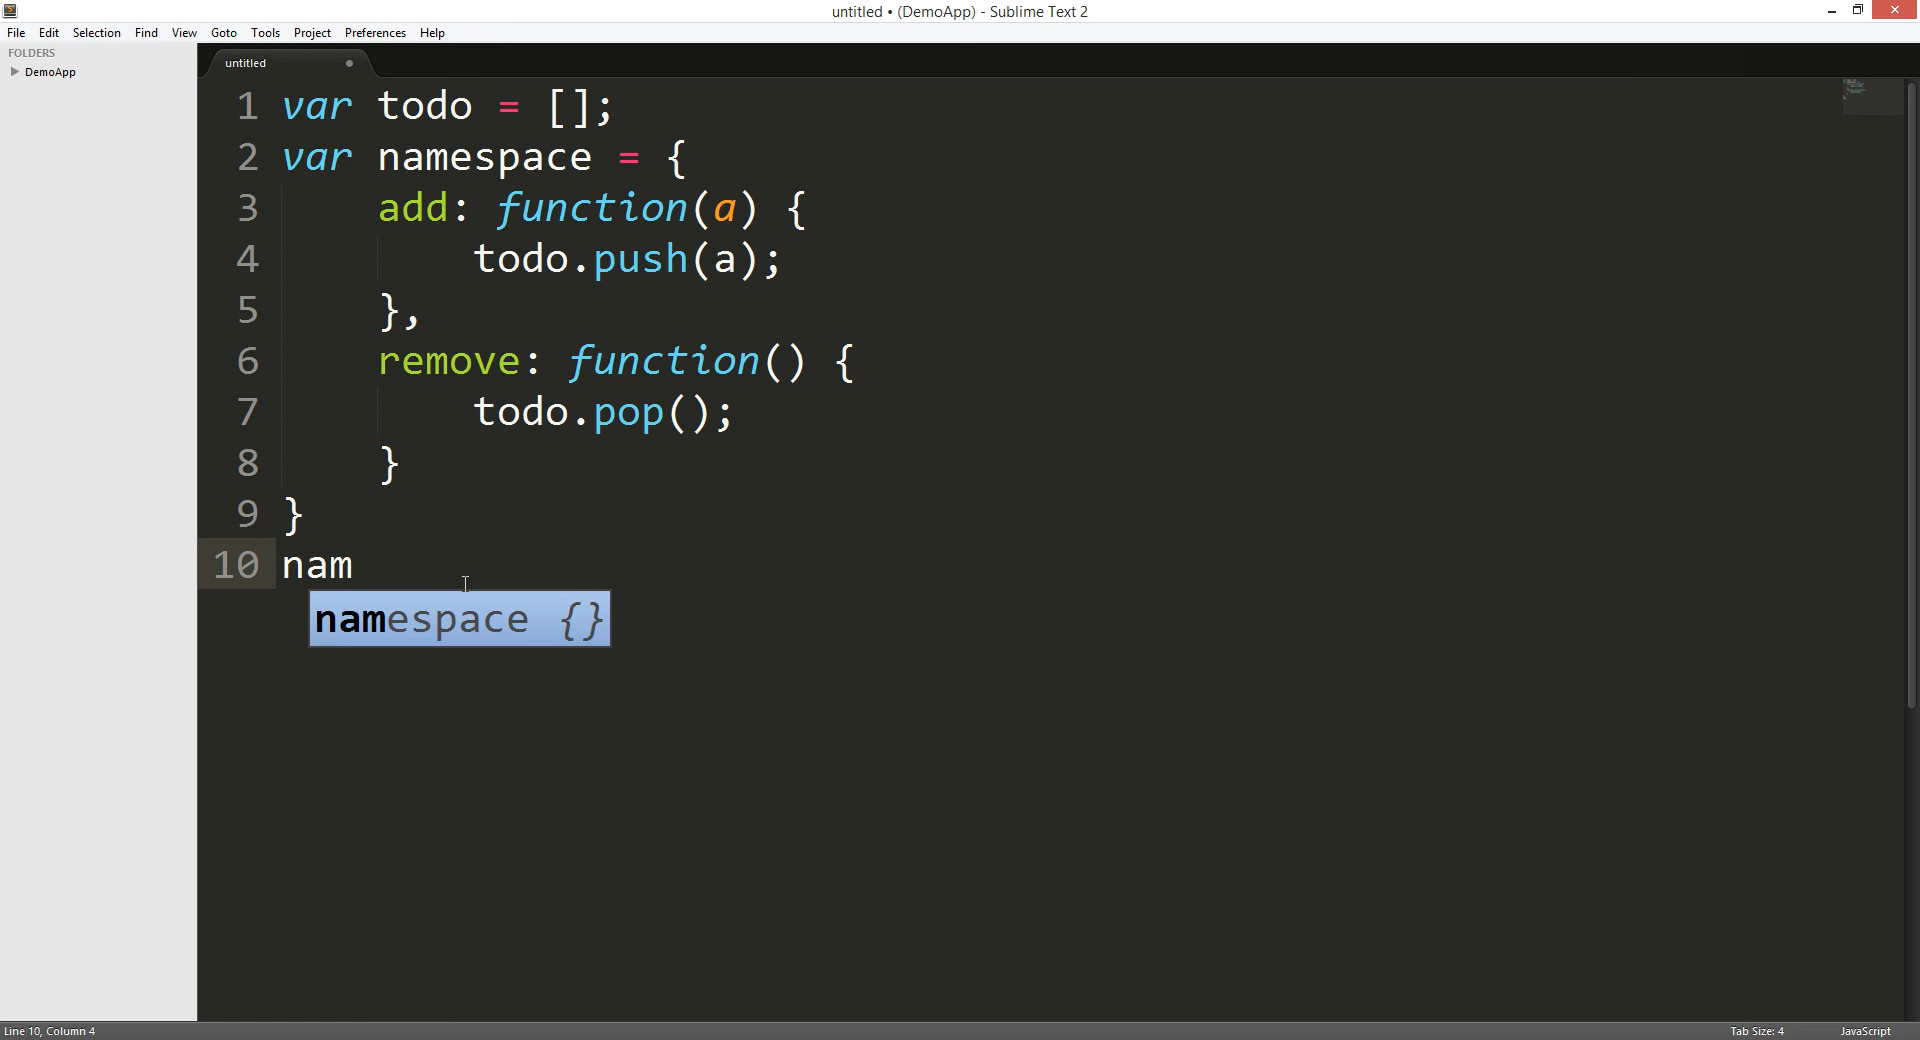 untitled • (DemoApp) - Sublime Text 2
File Edit Selection Find View Goto Tools Project Preferences Help
FOLDERS
DemoApp
untitled
1 var todo = [];
2 var namespace = {
3 add: function(a) {
4 todo.push(a);
5 },
6 remove: function() {
7 todo.pop();
8 }
9 }
10 nam
namespace {}
Line 10, Column 4
Tab Size: 4
JavaScript